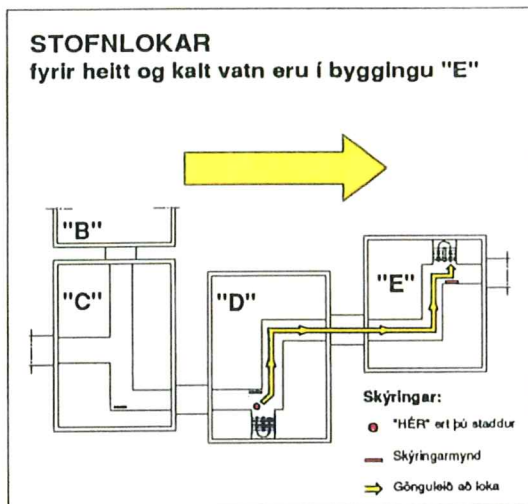 STOFNLOKAR
fyrir heitt og kalt vatn eru í byggingu "E"
"B"
"C"
"D"
"E"
Skýringar:
"HÉR" ert þú staddur
Skýringarmynd
Gönguleið að loka